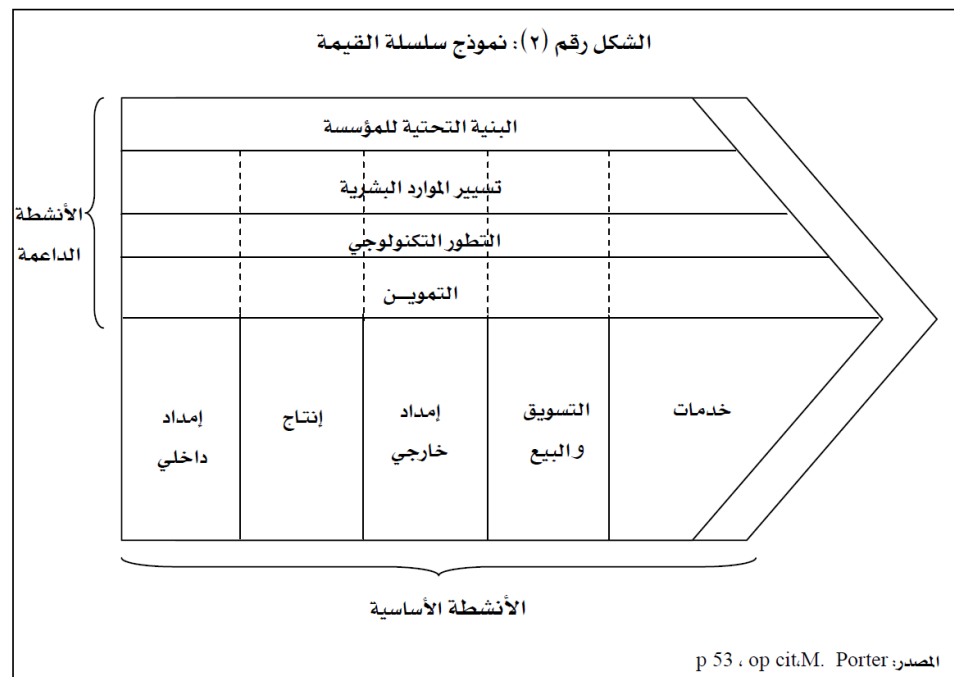 الشكل رقم (٢): نموذج سلسلة القيمة
البنية التحتية للمؤسسة
تسيير الموارد البشرية
التطور التكنولوجي
التمويــن
الأنشطة
الداعمة
إمداد
داخلي
إنتاج
إمداد
خارجي
التسويق
والبيع
خدمات
الأنشطة الأساسية
المصدر: p 53 ، op cit.M. Porter